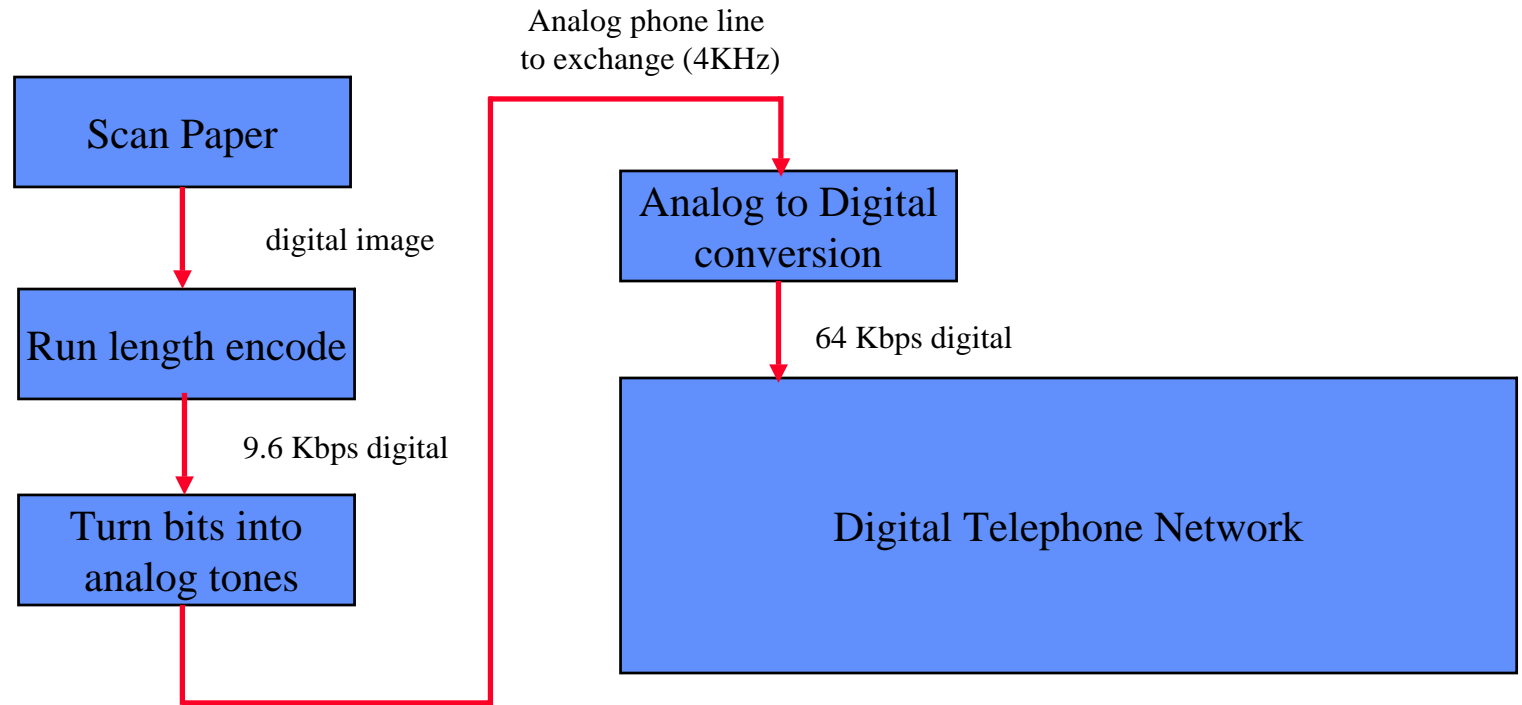 Scan Paper
digital image
Run length encode
9.6 Kbps digital
Turn bits into
analog tones
Analog phone line
to exchange (4KHz)
Analog to Digital
conversion
64 Kbps digital
Digital Telephone Network